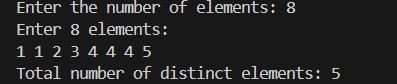 Enter the number of elements: 8
Enter 8 elements:
1 1 2 3 4 4 4 5
Total number of distinct elements: 5